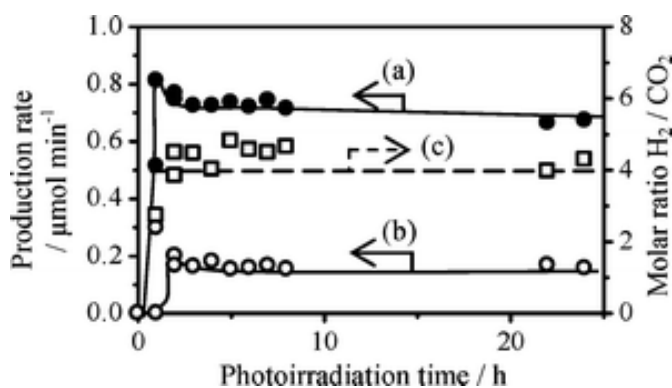 1.0
0.8
0.6
0.4
0.2
0.0
Production rate
/ µmol min⁻¹
8
6
4
2
0
Molar ratio H₂ / CO₂
(a)
(c)
(b)
0
10
20
Photoirradiation time / h